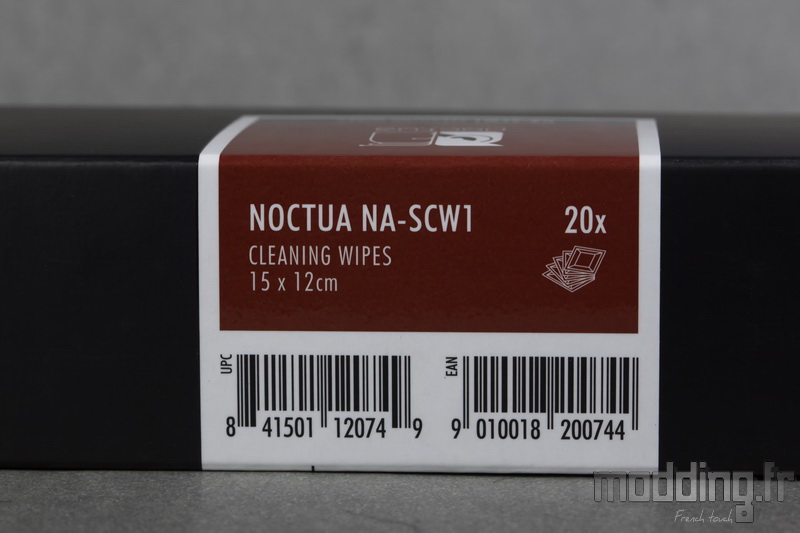 NOCTUA NA-SCW1
20x
CLEANING WIPES
15 x 12cm
UPC
8 41501 12074 9
EAN
9 010018 200744
modding.fr
French touch